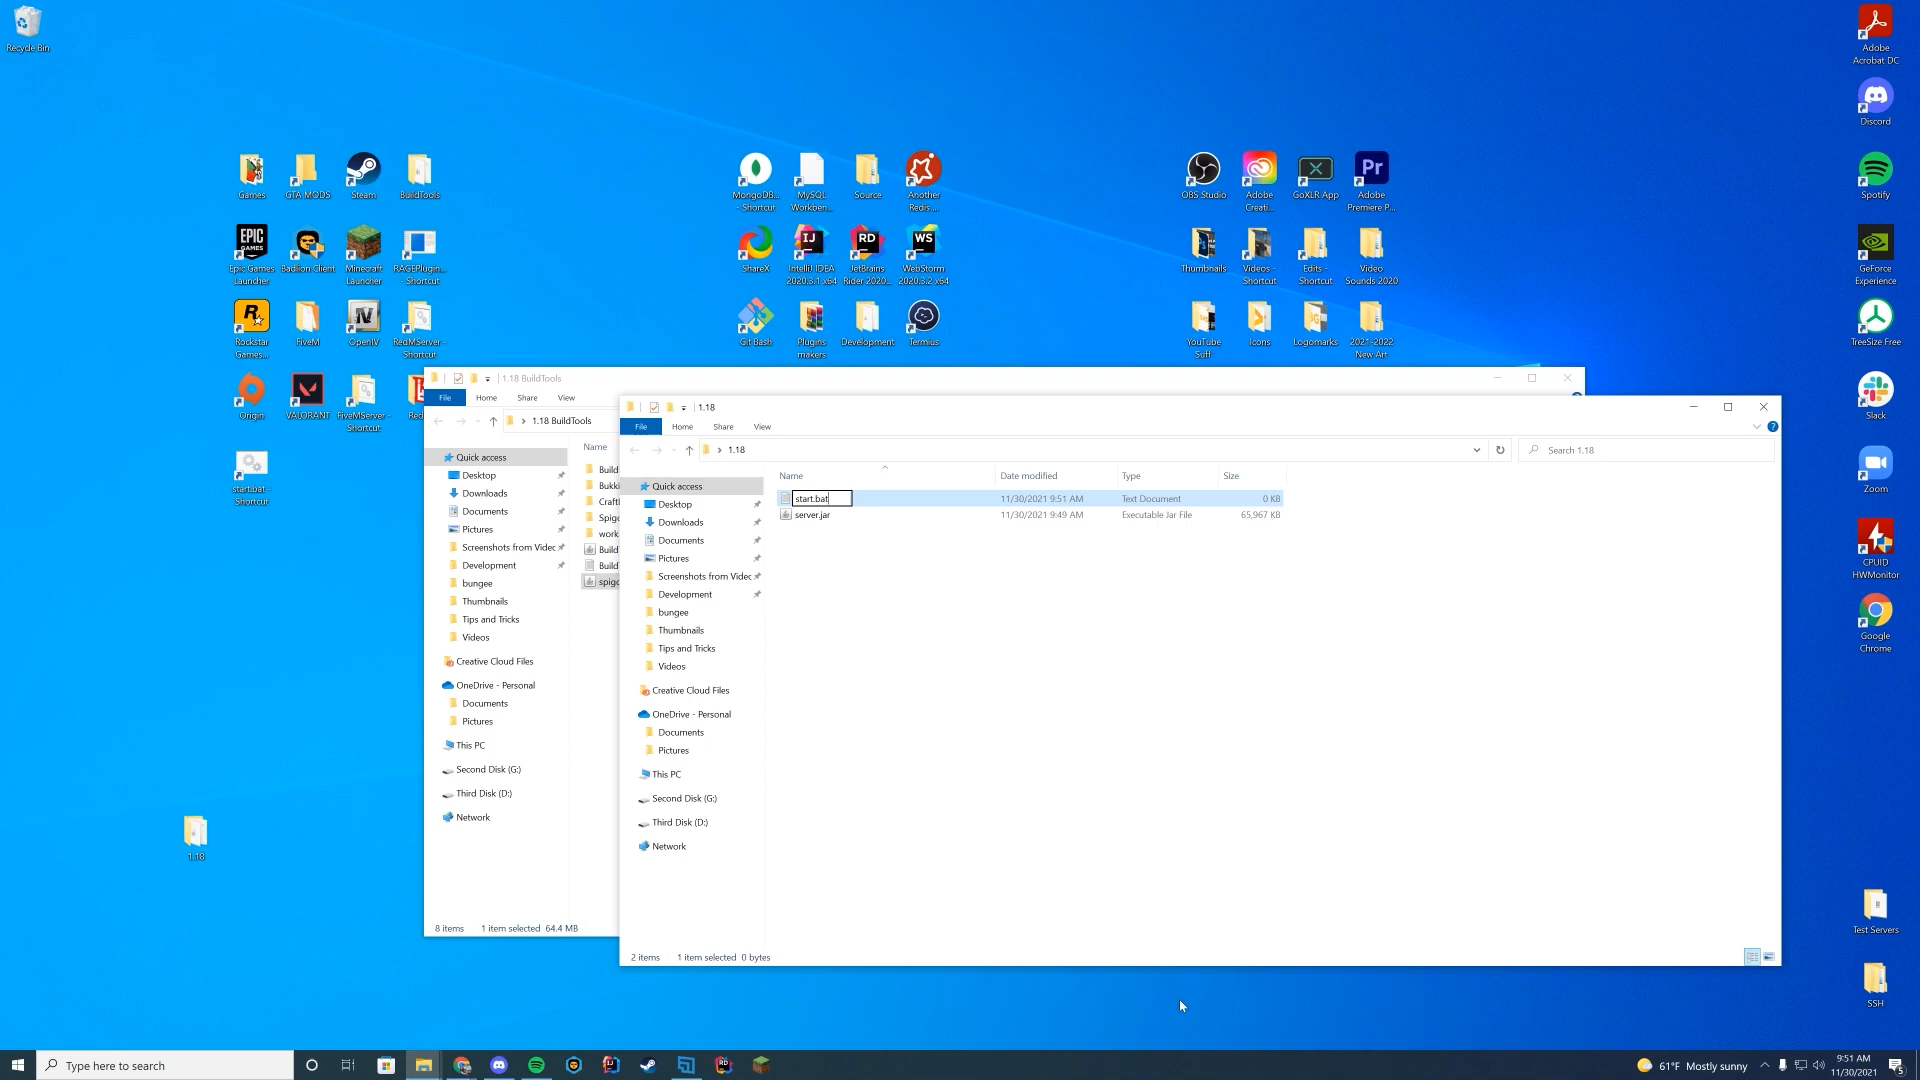 Recycle Bin
Adobe
Acrobat DC
Discord
Spotify
GeForce
Experience
TreeSize Free
Slack
Zoom
CPUID
HWMonitor
Google
Chrome
Test Servers
SSH
Games
GTA MODS
Steam
BuildTools
Epic Games
Launcher
Badlion Client
Minecraft
Launcher
RAGEPlugin...
- Shortcut
Rockstar
Games...
FiveM
OpenIV
RedMServer -
Shortcut
Origin
VALORANT
FiveMServer -
Shortcut
start.bat -
Shortcut
1.18
MongoDB...
- Shortcut
MySQL
Workben...
Source
Another
Redis...
ShareX
IntelliJ IDEA
2020.3.1 x64
JetBrains
Rider 2020...
WebStorm
2020.3.2 x64
Git Bash
Plugins
makers
Development
Termius
OBS Studio
Adobe
Creati...
GoXLR App
Adobe
Premiere P...
Thumbnails
Videos -
Shortcut
Edits -
Shortcut
Video
Sounds 2020
YouTube
Suff
Icons
Logomarks
2021-2022
New Art
1.18 BuildTools
File Home Share View
1.18 BuildTools
Name
Quick access
Desktop
Downloads
Documents
Pictures
Screenshots from Videc
Development
bungee
Thumbnails
Tips and Tricks
Videos
Creative Cloud Files
OneDrive - Personal
Documents
Pictures
This PC
Second Disk (G:)
Third Disk (D:)
Network
8 items 1 item selected 64.4 MB
1.18
File Home Share View
1.18
Search 1.18
Name Date modified Type Size
start.bat 11/30/2021 9:51 AM Text Document 0 KB
server.jar 11/30/2021 9:49 AM Executable Jar File 65,967 KB
Quick access
Desktop
Downloads
Documents
Pictures
Screenshots from Videc
Development
bungee
Thumbnails
Tips and Tricks
Videos
Creative Cloud Files
OneDrive - Personal
Documents
Pictures
This PC
Second Disk (G:)
Third Disk (D:)
Network
2 items 1 item selected 0 bytes
Type here to search
61°F Mostly sunny
9:51 AM
11/30/2021